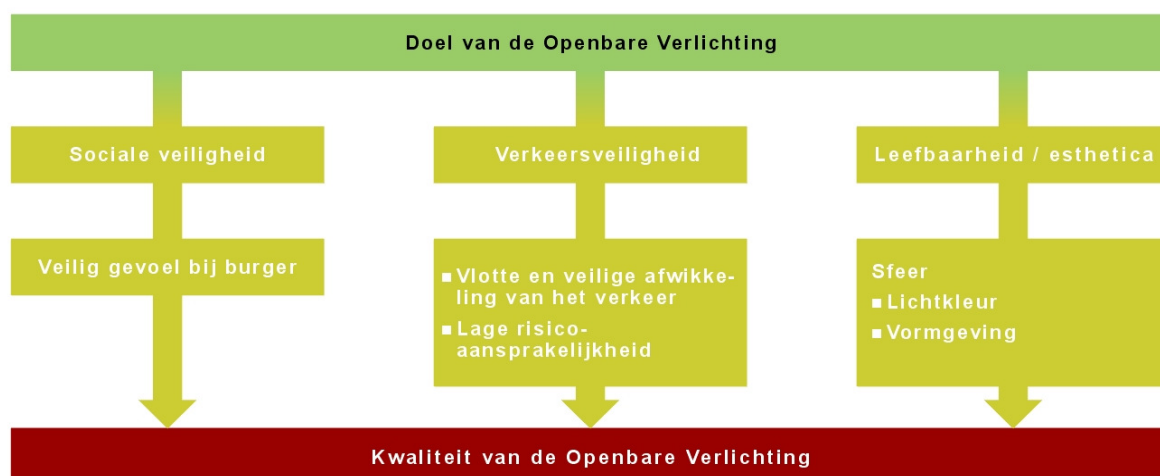 Doel van de Openbare Verlichting
Sociale veiligheid
Veilig gevoel bij burger
Verkeersveiligheid
■ Vlotte en veilige afwikke-
ling van het verkeer
■ Lage risico-
aansprakelijkheid
Leefbaarheid / esthetica
Sfeer
■ Lichtkleur
■ Vormgeving
Kwaliteit van de Openbare Verlichting